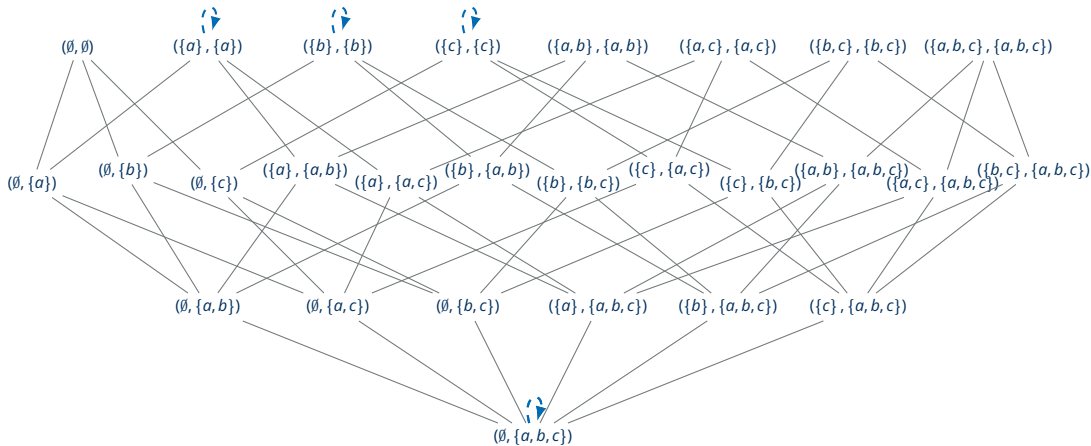 (∅, ∅) ({a} , {a}) ({b} , {b}) ({c} , {c}) ({a, b} , {a, b}) ({a, c} , {a, c}) ({b, c} , {b, c}) ({a, b, c} , {a, b, c})
(∅, {a}) (∅, {b}) (∅, {c}) ({a} , {a, b}) ({a} , {a, c}) ({b} , {a, b}) ({b} , {b, c}) ({c} , {a, c}) ({c} , {b, c}) ({a, b} , {a, b, c}) ({a, c} , {a, b, c}) ({b, c} , {a, b, c})
(∅, {a, b}) (∅, {a, c}) (∅, {b, c}) ({a} , {a, b, c}) ({b} , {a, b, c}) ({c} , {a, b, c})
(∅, {a, b, c})